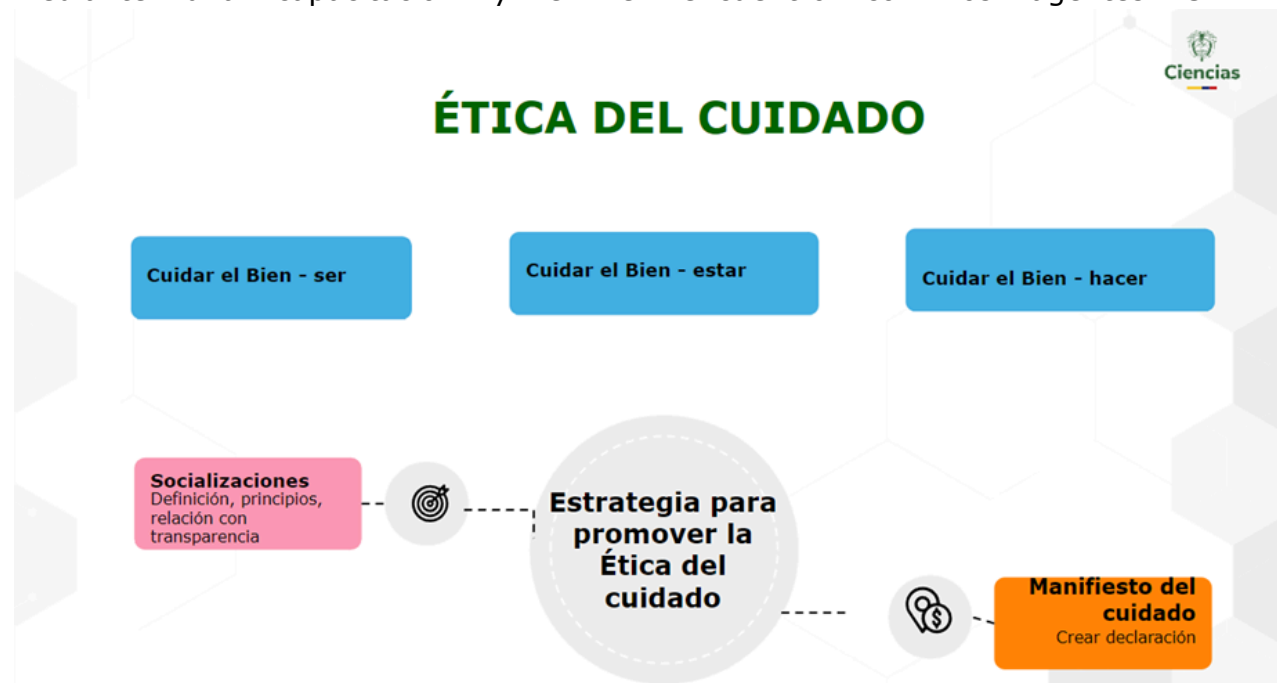 Ciencias
ÉTICA DEL CUIDADO
Cuidar el Bien - ser
Cuidar el Bien - estar
Cuidar el Bien - hacer
Socializaciones
Definición, principios,
relación con
transparencia
Estrategia para
promover la
Ética del
cuidado
Manifiesto del
cuidado
Crear declaración